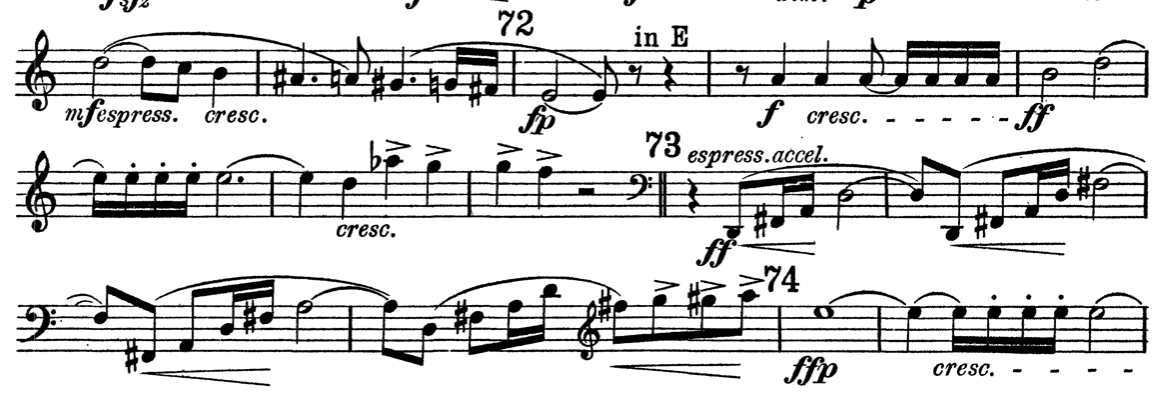 72
in E
mf espress. cresc.
fp
f cresc. - - - - -
ff
73 espress. accel.
cresc.
ff
74
ffp
cresc. - - - -